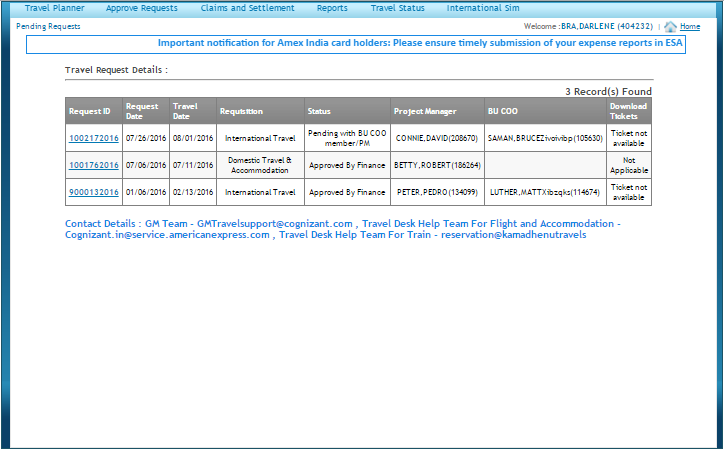 Travel Planner Approve Requests Claims and Settlement Reports Travel Status International Sim
Pending Requests Welcome :BRA,DARLENE (404232) | Home
Important notification for Amex India card holders: Please ensure timely submission of your expense reports in ESA
Travel Request Details :
3 Record(s) Found
Request ID Request Date Travel Date Requisition Status Project Manager BU COO Download Tickets
1002172016 07/26/2016 08/01/2016 International Travel Pending with BU COO member/PM CONNIE,DAVID(208670) SAMAN,BRUCEZivoivibp(105630) Ticket not available
1001762016 07/06/2016 07/11/2016 Domestic Travel & Accommodation Approved By Finance BETTY,ROBERT(186264) Not Applicable
9000132016 01/06/2016 02/13/2016 International Travel Approved By Finance PETER,PEDRO(134099) LUTHER,MATTXibzqks(114674) Ticket not available
Contact Details : GM Team - GMTravelsupport@cognizant.com , Travel Desk Help Team For Flight and Accommodation -
Cognizant.in@service.americanexpress.com , Travel Desk Help Team For Train - reservation@kamadhenutravels